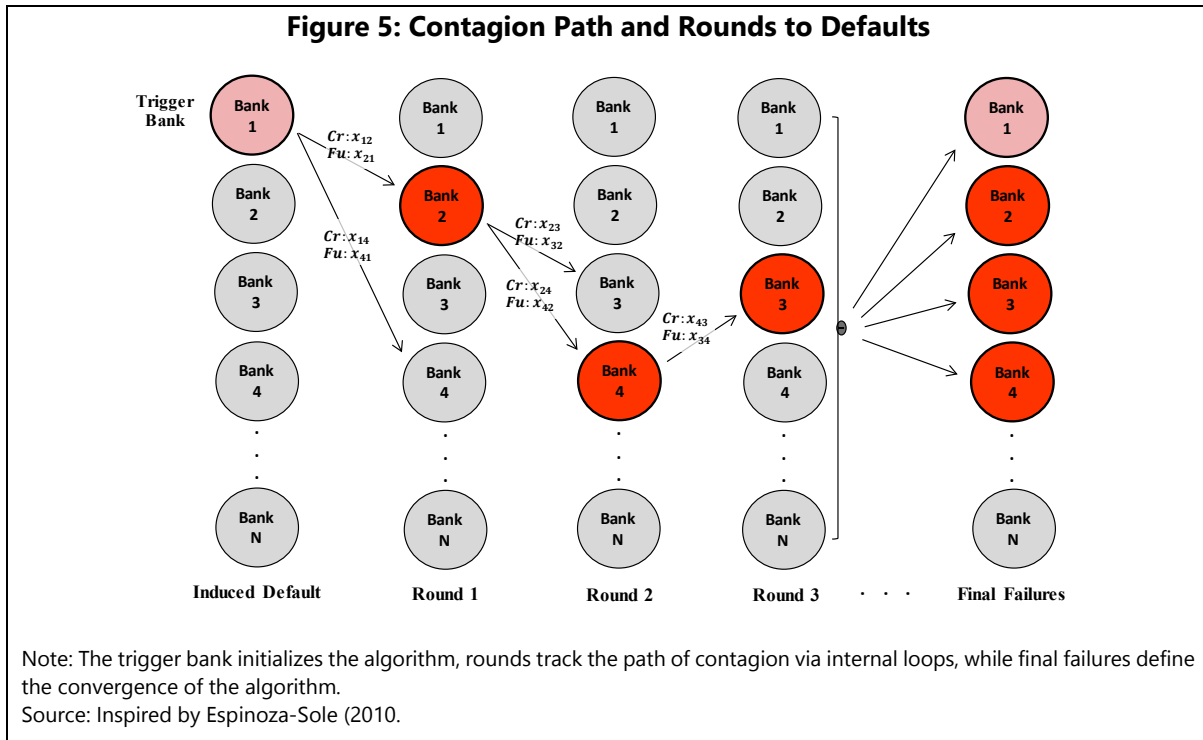 Figure 5: Contagion Path and Rounds to Defaults
Trigger
Bank
Bank
1
Bank
1
Bank
1
Bank
1
Bank
1
Cr: x₁₂
Fu: x₂₁
Bank
2
Bank
2
Bank
2
Bank
2
Bank
2
Cr: x₁₄
Fu: x₄₁
Cr: x₂₃
Fu: x₃₂
Cr: x₂₄
Fu: x₄₂
Bank
3
Bank
3
Bank
3
Bank
3
Bank
3
Cr: x₄₃
Fu: x₃₄
Bank
4
Bank
4
Bank
4
Bank
4
Bank
4
Bank
N
Bank
N
Bank
N
Bank
N
Bank
N
Induced Default
Round 1
Round 2
Round 3
. . .
Final Failures
Note: The trigger bank initializes the algorithm, rounds track the path of contagion via internal loops, while final failures define
the convergence of the algorithm.
Source: Inspired by Espinoza-Sole (2010.